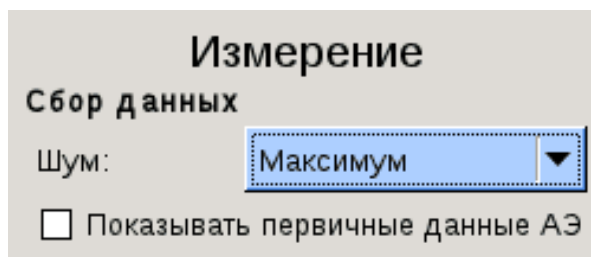 Измерение
Сбор данных
Шум: Максимум
Показывать первичные данные АЭ